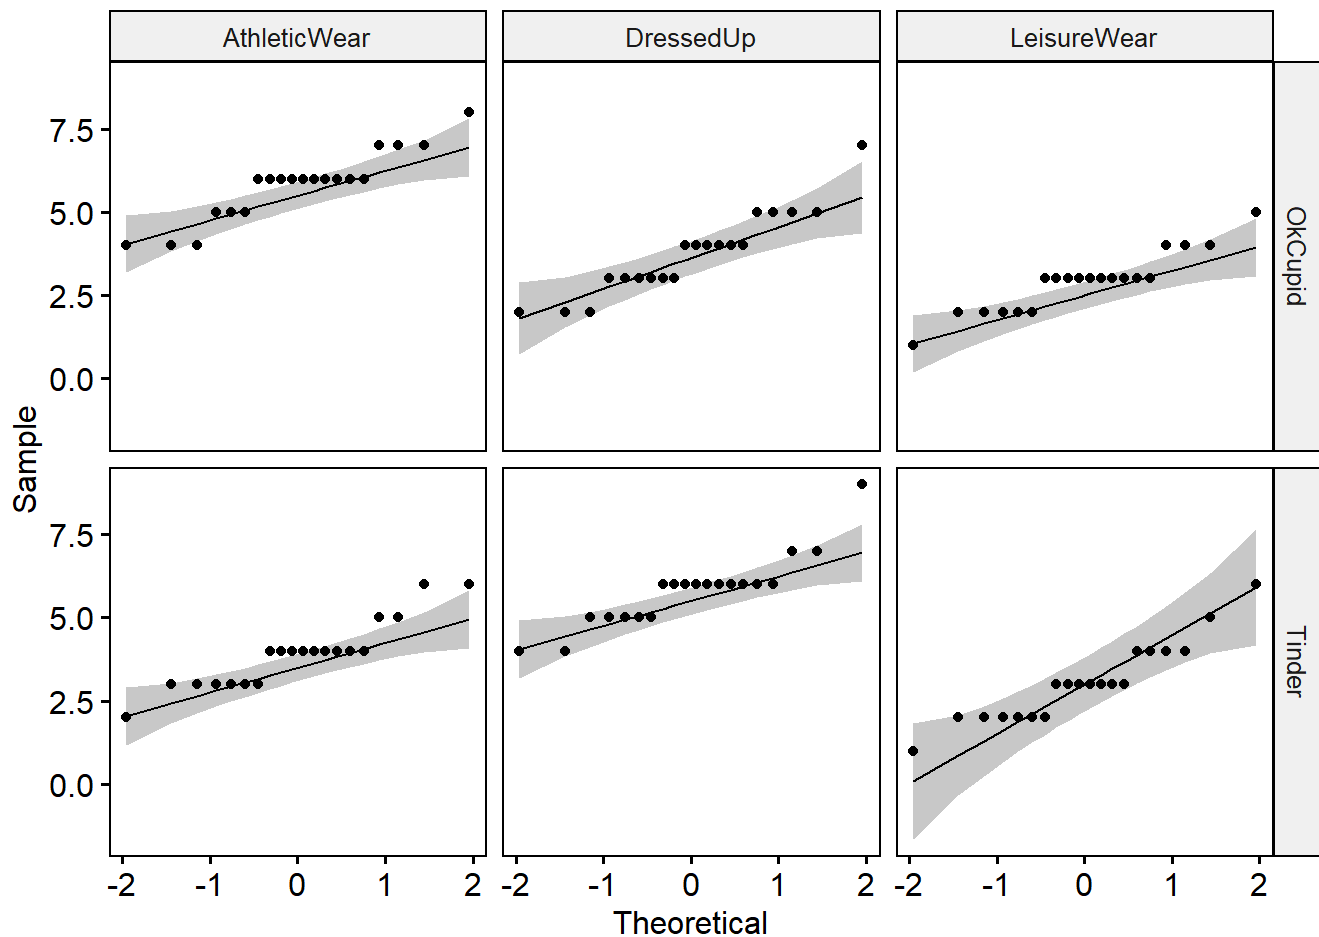 AthleticWear DressedUp LeisureWear
7.5
5.0
2.5
0.0
OkCupid
Sample
7.5
5.0
2.5
0.0
Tinder
-2 -1 0 1 2 -2 -1 0 1 2 -2 -1 0 1 2
Theoretical